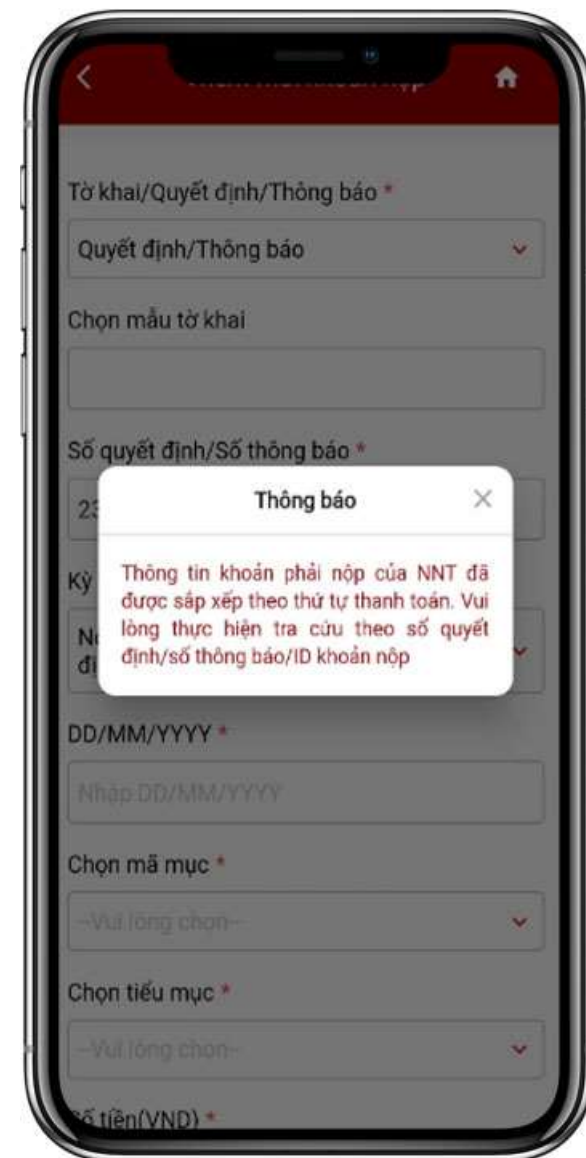 Tờ khai/Quyết định/Thông báo *
Quyết định/Thông báo
Chọn mẫu tờ khai
Số quyết định/Số thông báo *
23
Thông báo
Thông tin khoản phải nộp của NNT đã
được sắp xếp theo thứ tự thanh toán. Vui
lòng thực hiện tra cứu theo số quyết
định/số thông báo/ID khoản nộp
Kỳ
DD/MM/YYYY *
Nhập DD/MM/YYYY
Chọn mã mục *
--Vui lòng chọn--
Chọn tiểu mục *
--Vui lòng chọn--
Số tiền(VND) *